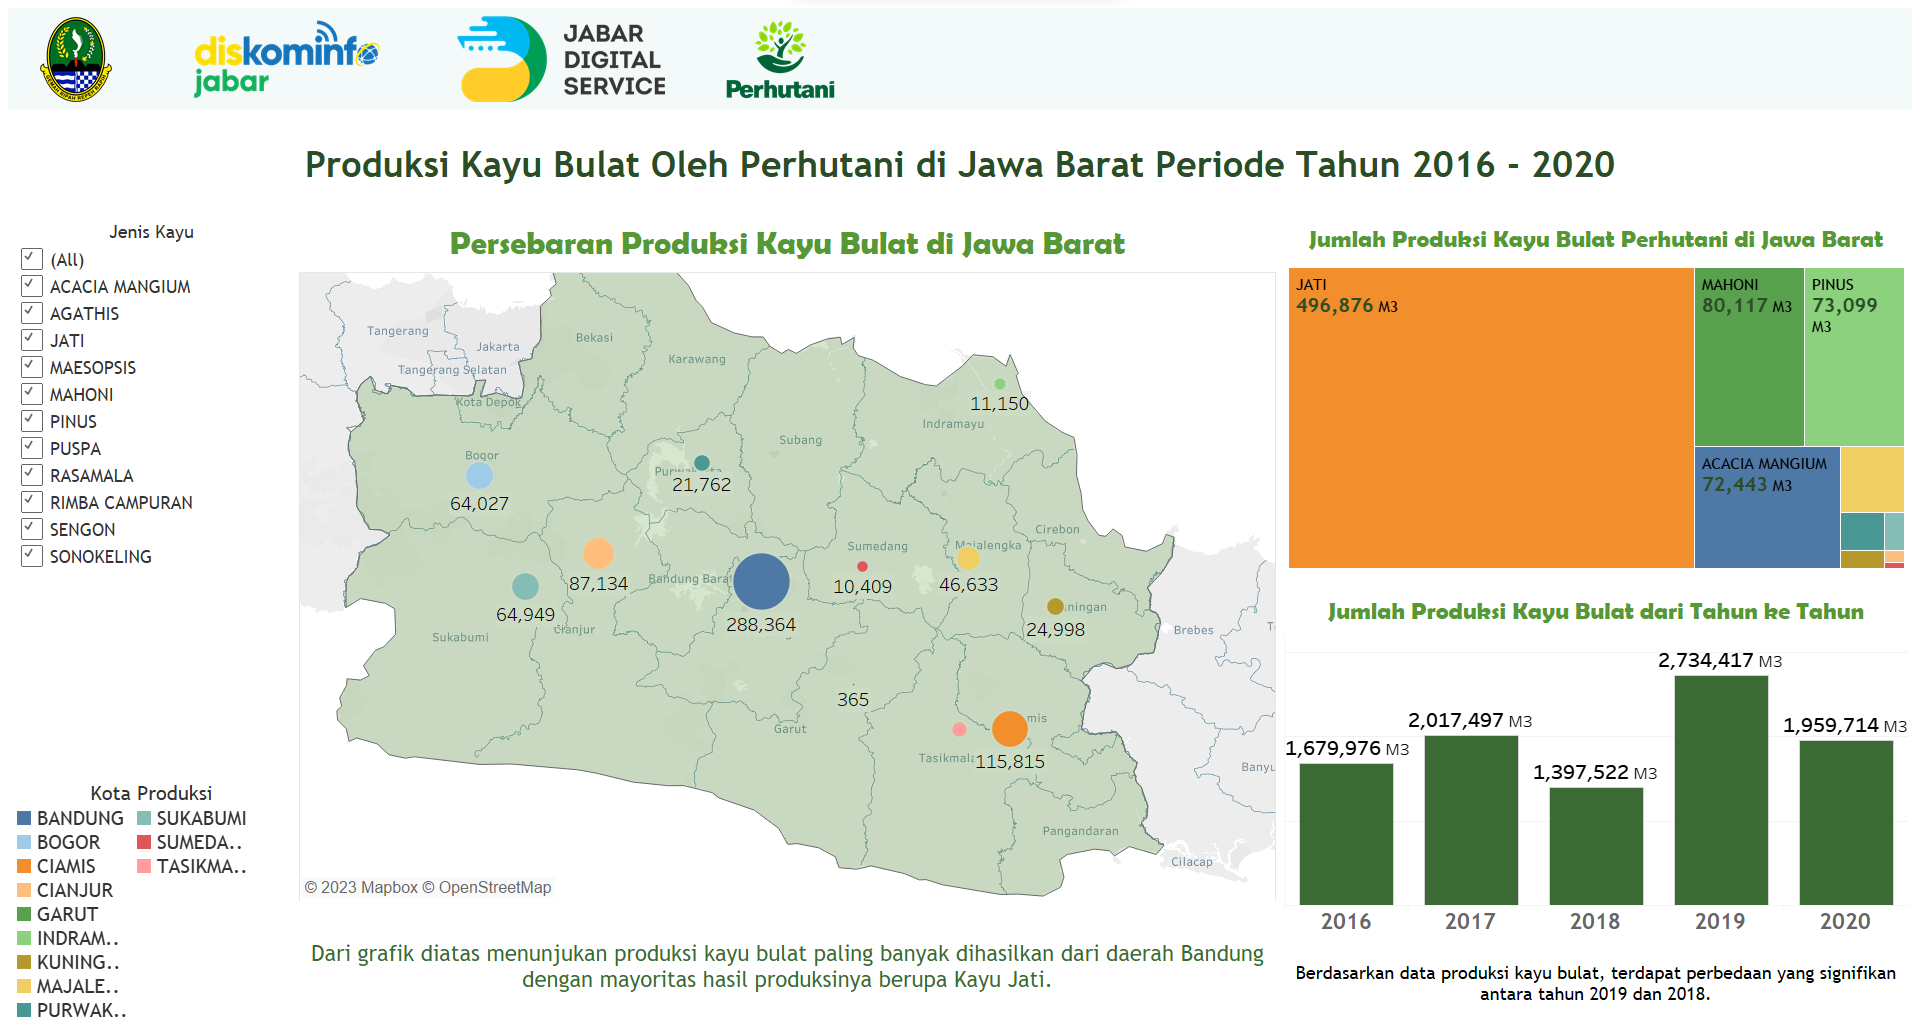 diskominfo
jabar
JABAR
DIGITAL
SERVICE
Perhutani
Produksi Kayu Bulat Oleh Perhutani di Jawa Barat Periode Tahun 2016 - 2020
Jenis Kayu
(All)
ACACIA MANGIUM
AGATHIS
JATI
MAESOPSIS
MAHONI
PINUS
PUSPA
RASAMALA
RIMBA CAMPURAN
SENGON
SONOKELING
Kota Produksi
BANDUNG
BOGOR
CIAMIS
CIANJUR
GARUT
INDRAM..
KUNING..
MAJALE..
PURWAK..
SUKABUMI
SUMEDA..
TASIKMA..
Persebaran Produksi Kayu Bulat di Jawa Barat
Tangerang
Jakarta
Tangerang Selatan
Bekasi
Karawang
Kota Depok
11,150
Indramayu
Subang
Bogor
64,027
21,762
Cirebon
Sumedang
Majalengka
87,134
Bandung Barat
10,409
46,633
64,949
288,364
ningan
24,998
Sukabumi
Cianjur
Brebes
365
Garut
mis
Tasikmala
115,815
Banyu
Pangandaran
Cilacap
© 2023 Mapbox © OpenStreetMap
Dari grafik diatas menunjukan produksi kayu bulat paling banyak dihasilkan dari daerah Bandung
dengan mayoritas hasil produksinya berupa Kayu Jati.
Jumlah Produksi Kayu Bulat Perhutani di Jawa Barat
JATI
496,876 M3
MAHONI
80,117 M3
PINUS
73,099
M3
ACACIA MANGIUM
72,443 M3
Jumlah Produksi Kayu Bulat dari Tahun ke Tahun
1,679,976 M3
2,017,497 M3
1,397,522 M3
2,734,417 M3
1,959,714 M3
2016
2017
2018
2019
2020
Berdasarkan data produksi kayu bulat, terdapat perbedaan yang signifikan
antara tahun 2019 dan 2018.